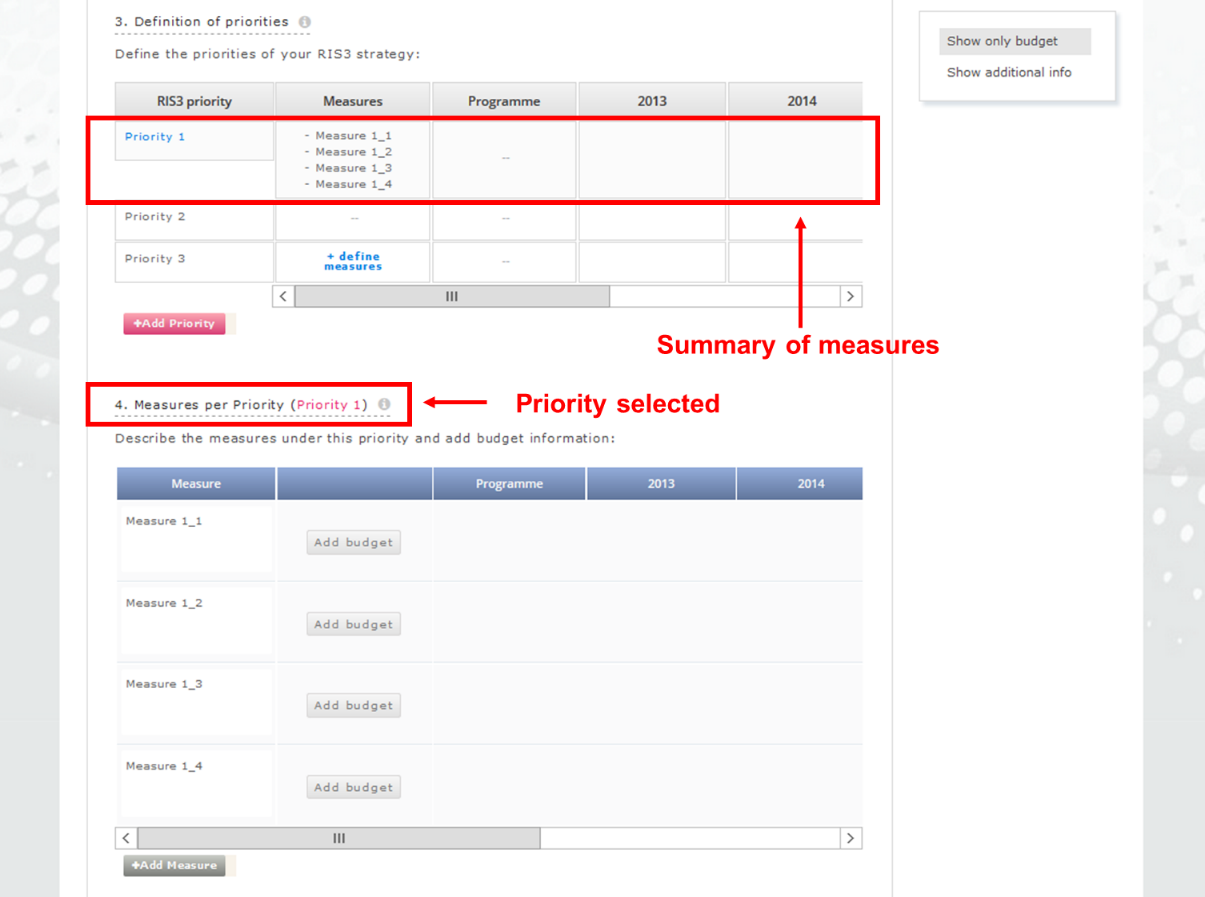 3. Definition of priorities
Define the priorities of your RIS3 strategy:
Show only budget
Show additional info
RIS3 priority Measures Programme 2013 2014
Priority 1
- Measure 1_1
- Measure 1_2
- Measure 1_3
- Measure 1_4
--
Priority 2 -- --
Priority 3 + define
measures
--
+Add Priority
Summary of measures
4. Measures per Priority (Priority 1)
Priority selected
Describe the measures under this priority and add budget information:
Measure Programme 2013 2014
Measure 1_1
Add budget
Measure 1_2
Add budget
Measure 1_3
Add budget
Measure 1_4
Add budget
+Add Measure